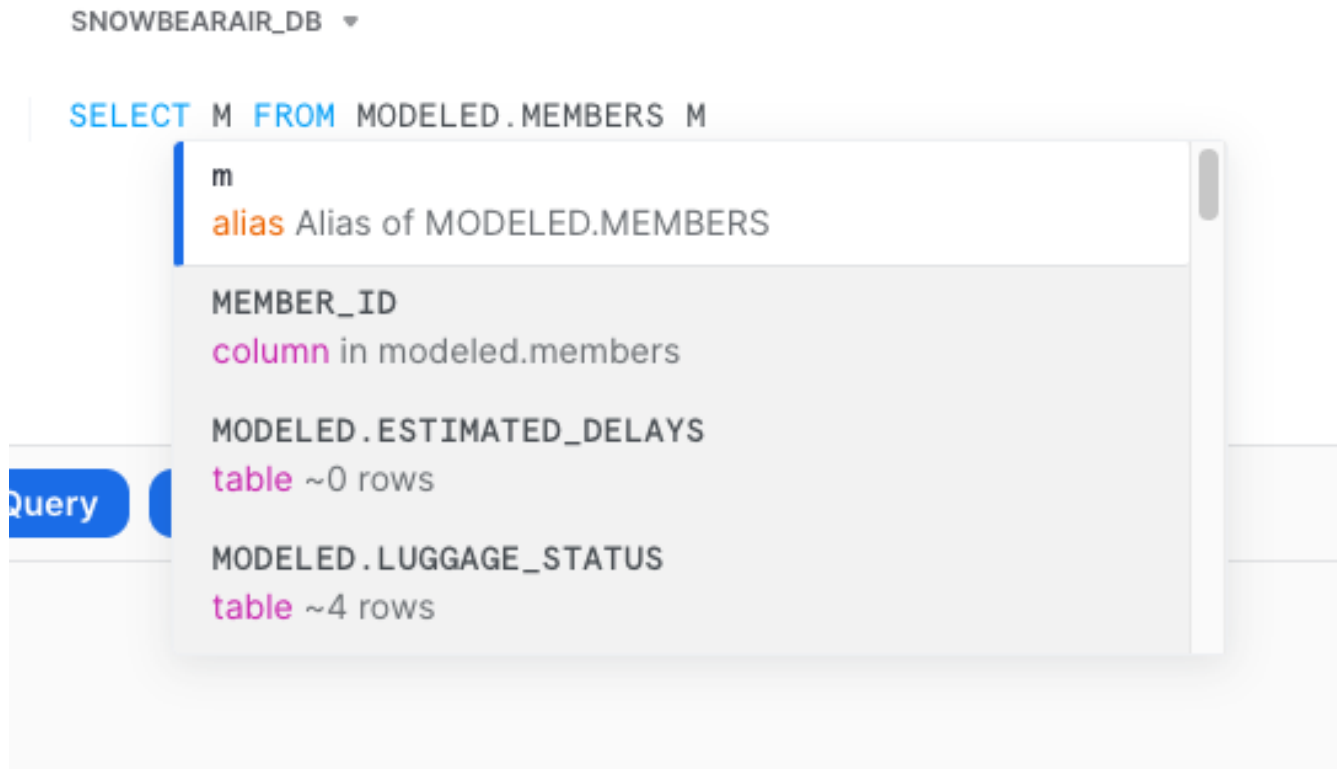 SNOWBEARAIR_DB
SELECT M FROM MODELED.MEMBERS M
m
alias Alias of MODELED.MEMBERS
MEMBER_ID
column in modeled.members
MODELED.ESTIMATED_DELAYS
table ~0 rows
Query
MODELED.LUGGAGE_STATUS
table ~4 rows